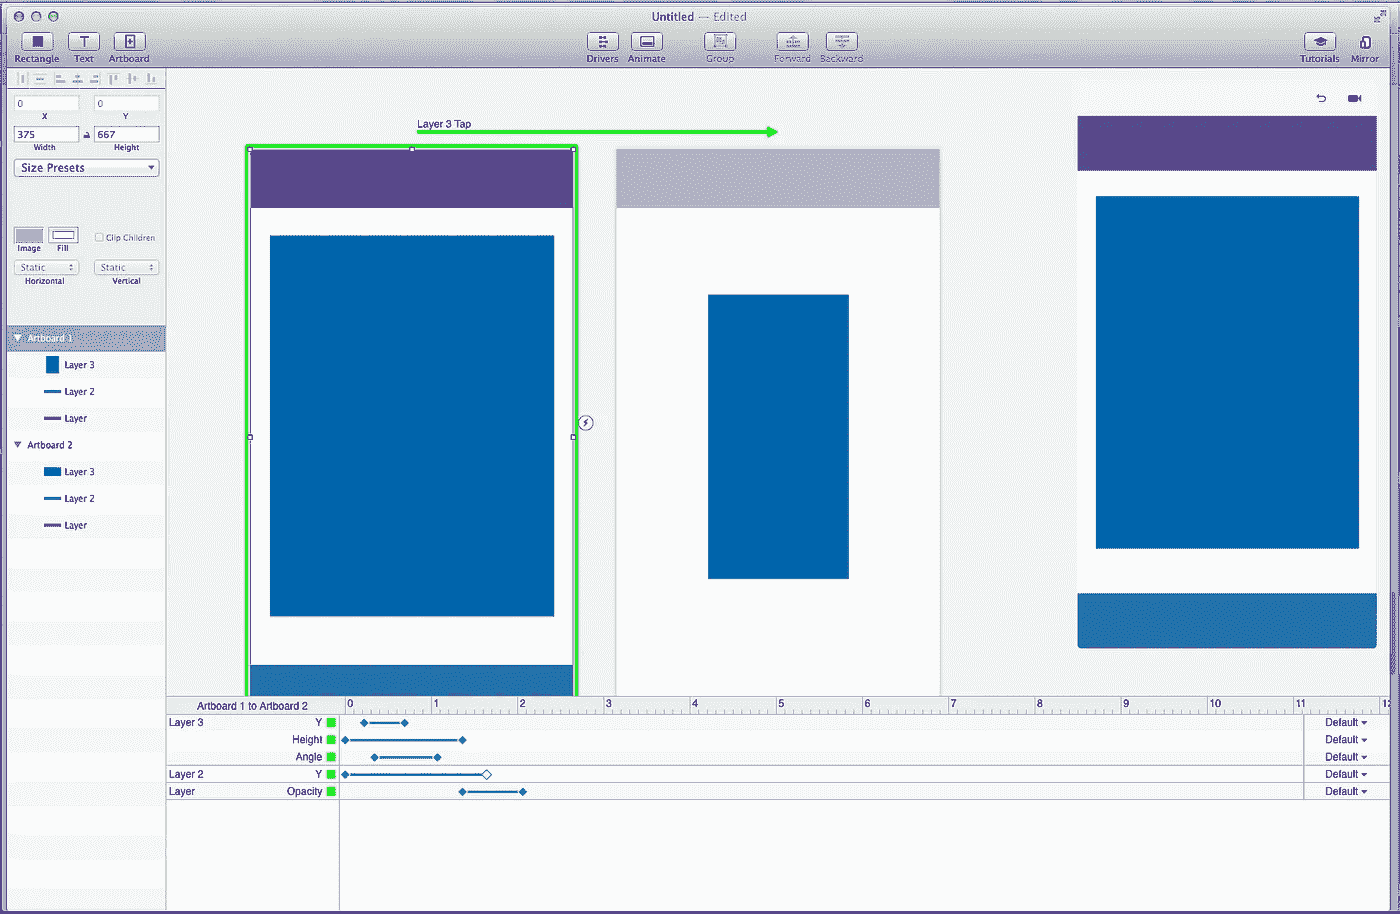 Untitled — Edited
Rectangle Text Artboard Drivers Animate Group Forward Backward Tutorials Mirror
0 0
X Y
375 667
Width Height
Size Presets
Image Fill Clip Children
Static Static
Horizontal Vertical
Artboard 1
Layer 3
Layer 2
Layer
Artboard 2
Layer 3
Layer 2
Layer
Layer 3 Tap
Artboard 1 to Artboard 2 0 1 2 3 4 5 6 7 8 9 10 11 12
Layer 3 Y Default
Height Default
Angle Default
Layer 2 Y Default
Layer Opacity Default